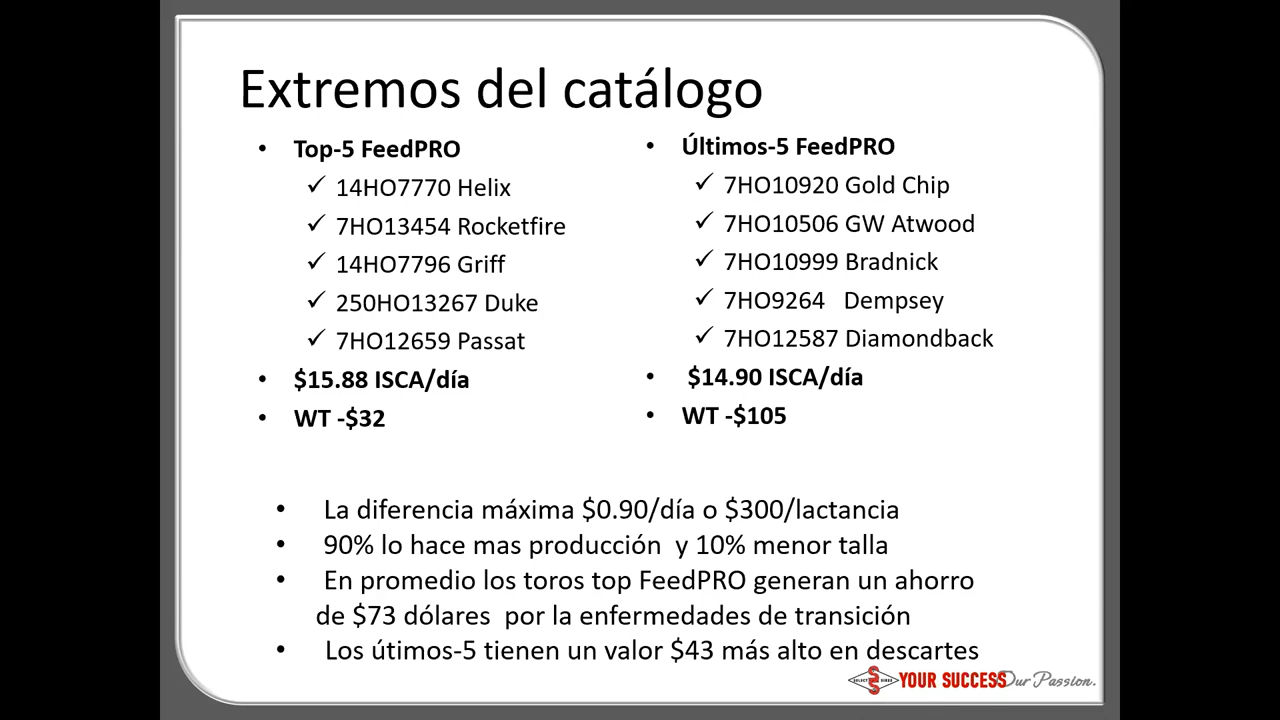 Extremos del catálogo
• Top-5 FeedPRO
✓ 14HO7770 Helix
✓ 7HO13454 Rocketfire
✓ 14HO7796 Griff
✓ 250HO13267 Duke
✓ 7HO12659 Passat
• $15.88 ISCA/día
• WT -$32
• Últimos-5 FeedPRO
✓ 7HO10920 Gold Chip
✓ 7HO10506 GW Atwood
✓ 7HO10999 Bradnick
✓ 7HO9264 Dempsey
✓ 7HO12587 Diamondback
• $14.90 ISCA/día
• WT -$105
• La diferencia máxima $0.90/día o $300/lactancia
• 90% lo hace mas producción y 10% menor talla
• En promedio los toros top FeedPRO generan un ahorro
de $73 dólares por la enfermedades de transición
• Los útimos-5 tienen un valor $43 más alto en descartes
SELECT SIRES YOUR SUCCESS Our Passion.